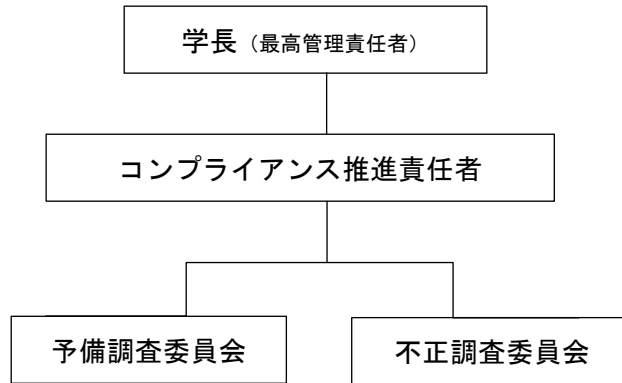 学長（最高管理責任者）
コンプライアンス推進責任者
予備調査委員会
不正調査委員会